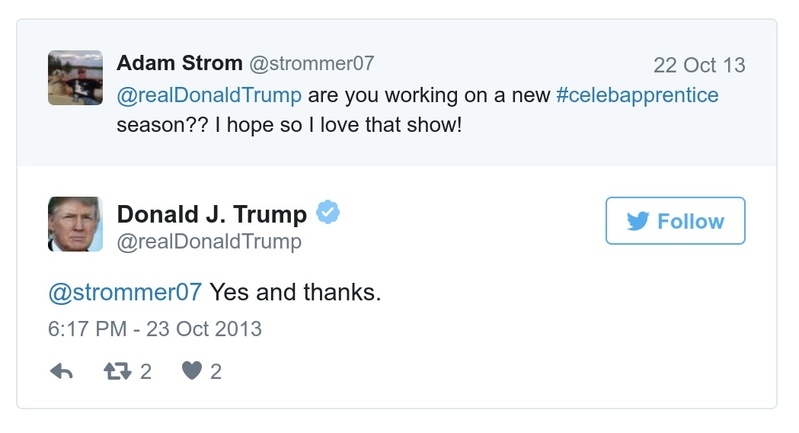 Adam Strom @strommer07 22 Oct 13
@realDonaldTrump are you working on a new #celebapprentice
season?? I hope so I love that show!
Donald J. Trump
@realDonaldTrump
Follow
@strommer07 Yes and thanks.
6:17 PM - 23 Oct 2013
2 2